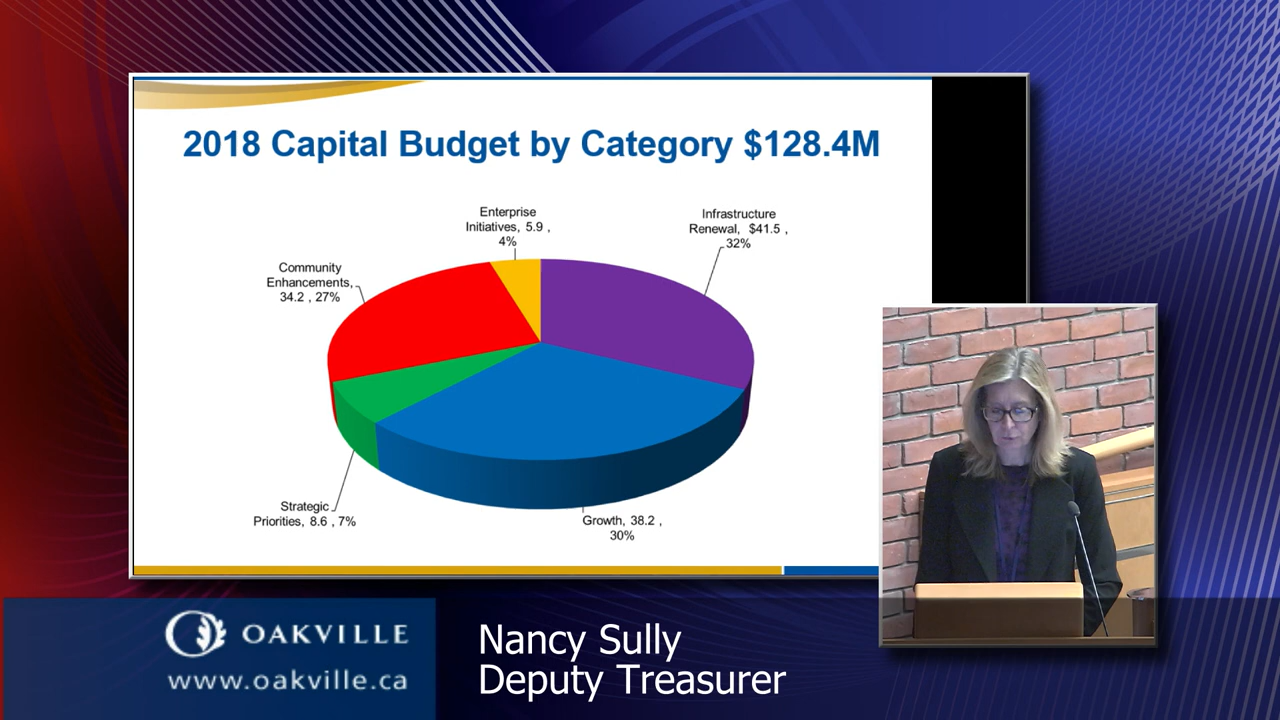 2018 Capital Budget by Category $128.4M
Enterprise
Initiatives, 5.9 ,
4%
Infrastructure
Renewal, $41.5 ,
32%
Community
Enhancements,
34.2 , 27%
Strategic
Priorities, 8.6 , 7%
Growth, 38.2 ,
30%
OAKVILLE
www.oakville.ca
Nancy Sully
Deputy Treasurer